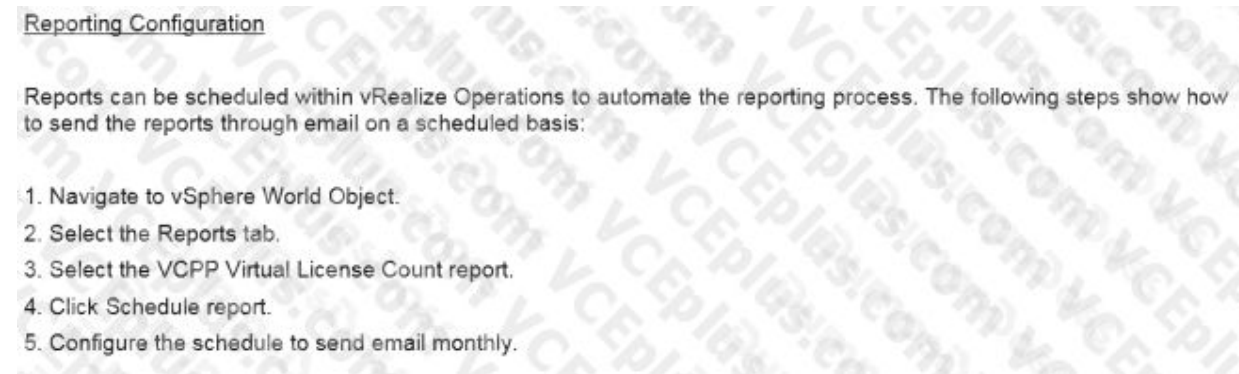 Reporting Configuration
Reports can be scheduled within vRealize Operations to automate the reporting process. The following steps show how
to send the reports through email on a scheduled basis:
1. Navigate to vSphere World Object.
2. Select the Reports tab.
3. Select the VCPP Virtual License Count report.
4. Click Schedule report.
5. Configure the schedule to send email monthly.
VCEplus.com